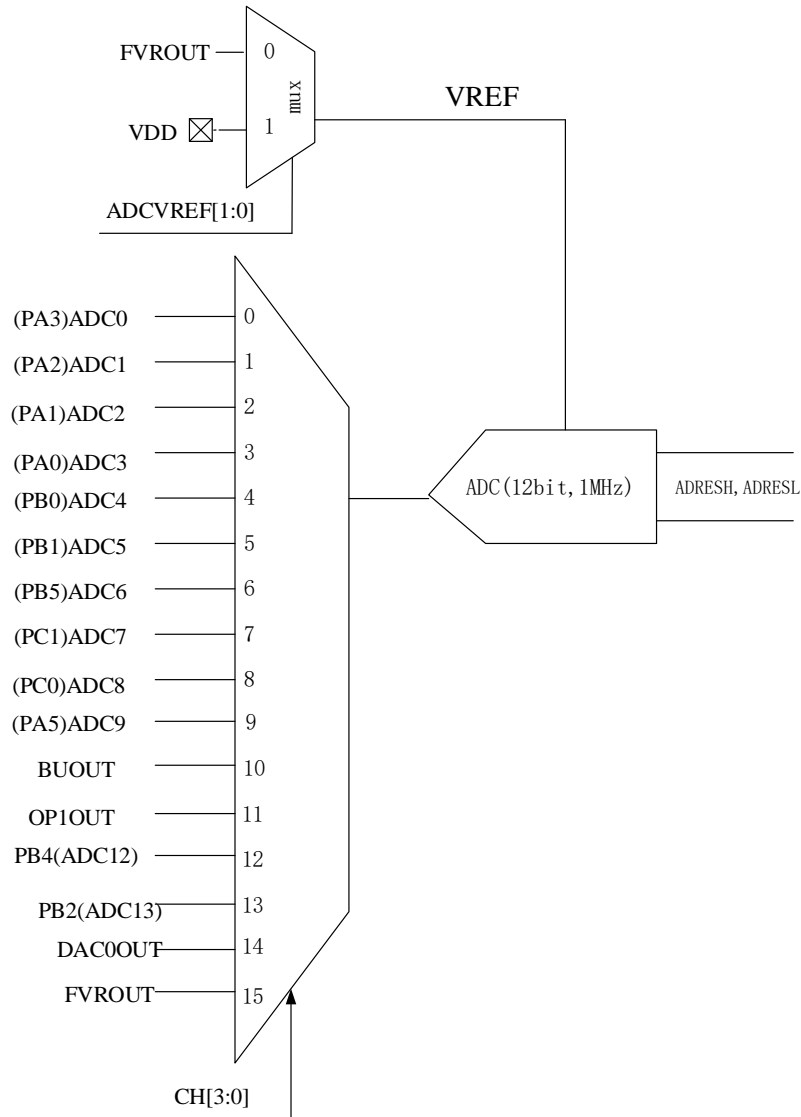 FVROUT
0
mux
VREF
VDD
1
ADCVREF[1:0]
(PA3)ADC0
0
(PA2)ADC1
1
(PA1)ADC2
2
(PA0)ADC3
3
(PB0)ADC4
4
ADC(12bit,1MHz)
ADRESH,ADRESL
(PB1)ADC5
5
(PB5)ADC6
6
(PC1)ADC7
7
(PC0)ADC8
8
(PA5)ADC9
9
BUOUT
10
OP1OUT
11
PB4(ADC12)
12
PB2(ADC13)
13
DAC0OUT
14
FVROUT
15
CH[3:0]